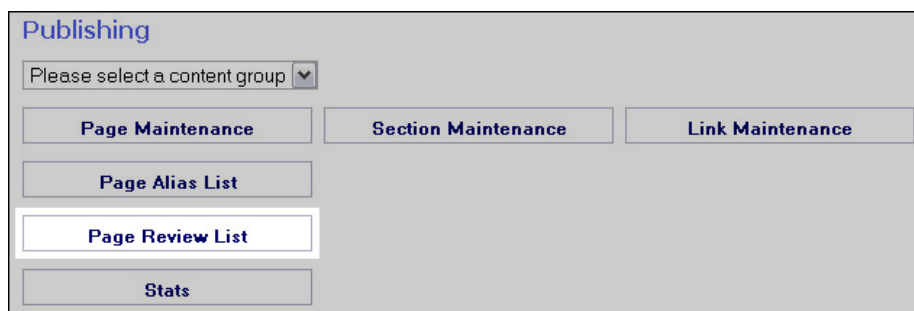 Publishing
Please select a content group
Page Maintenance Section Maintenance Link Maintenance
Page Alias List
Page Review List
Stats